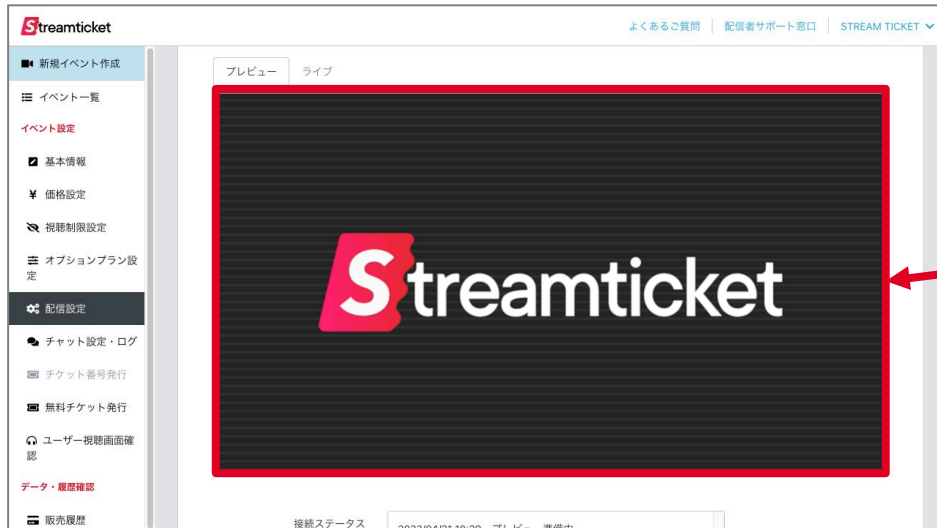 Streamticket
よくあるご質問
配信者サポート窓口
STREAM TICKET
新規イベント作成
イベント一覧
イベント設定
基本情報
価格設定
視聴制限設定
オプションプラン設
定
配信設定
チャット設定・ログ
チケット番号発行
無料チケット発行
ユーザー視聴画面確
認
データ・履歴確認
販売履歴
プレビュー
ライブ
Streamticket
接続ステータス